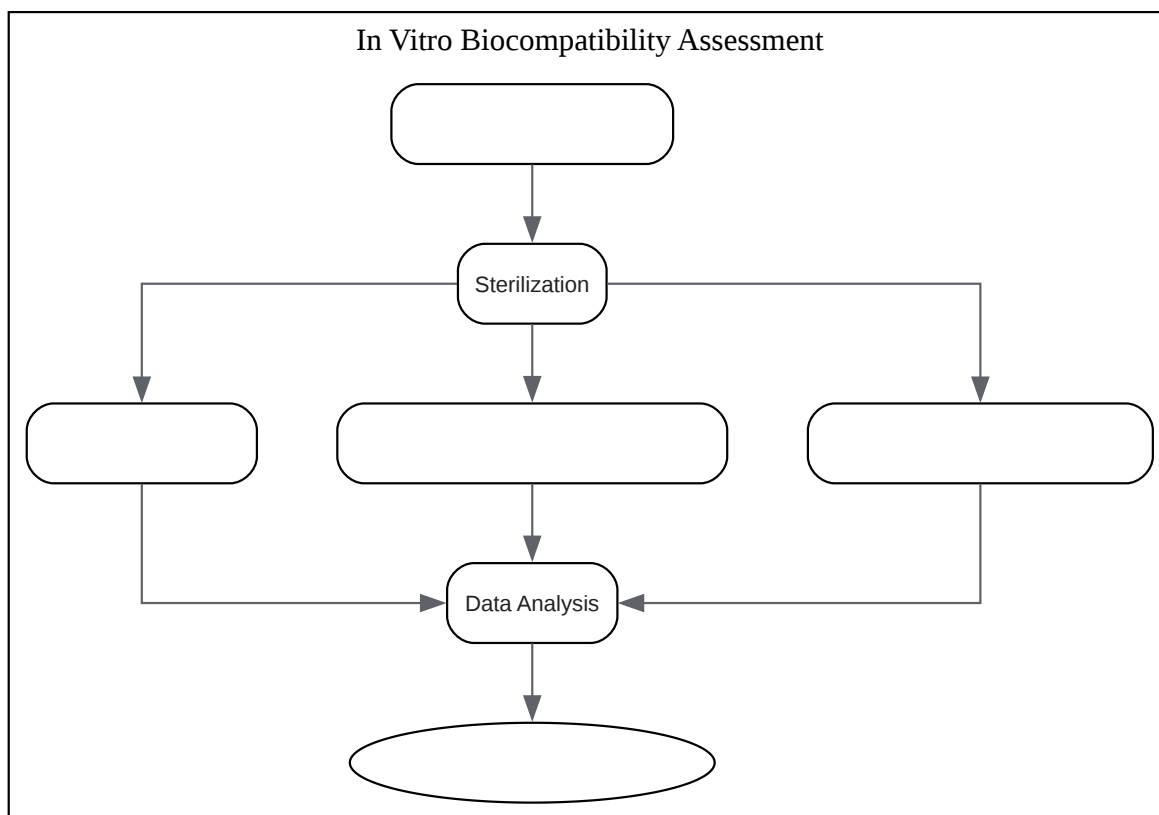 In Vitro Biocompatibility Assessment
Sterilization
Data Analysis